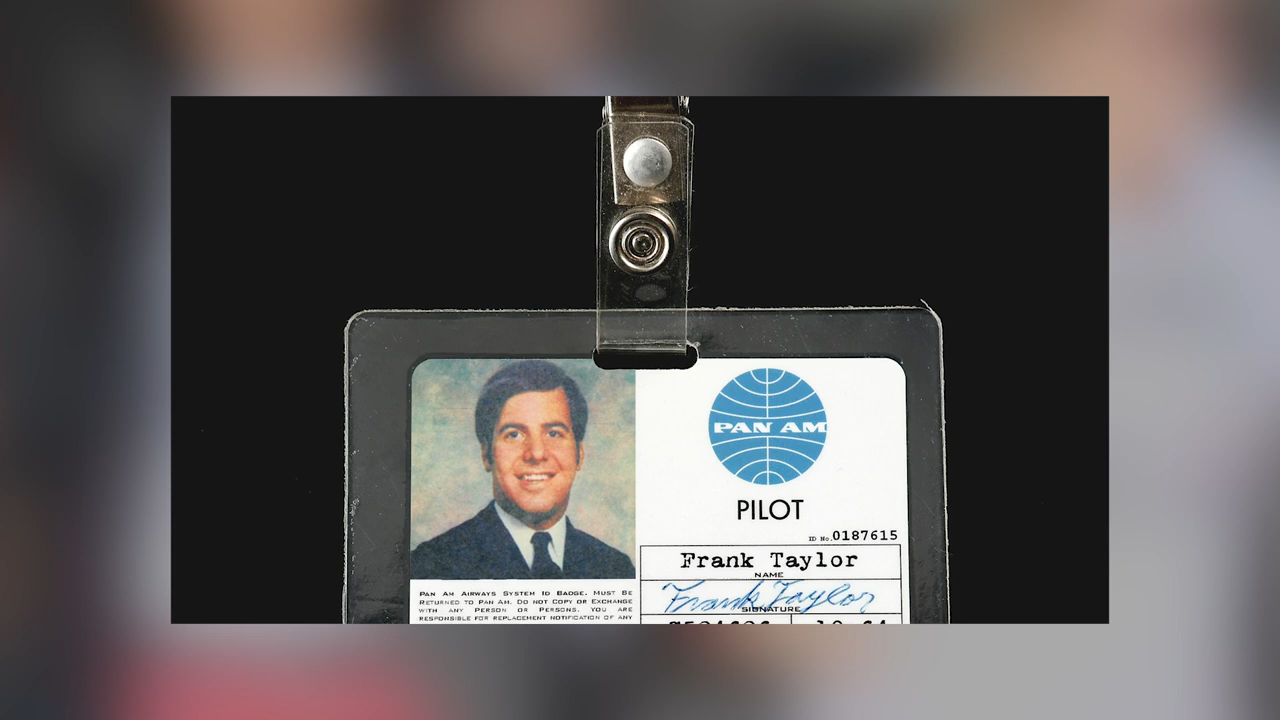 PAN AM
PILOT
ID No. 0187615
Frank Taylor
NAME
Frank Taylor
SIGNATURE
PAN AM AIRWAYS SYSTEM ID BADGE. MUST BE
RETURNED TO PAN AM. DO NOT COPY OR EXCHANGE
WITH ANY PERSON OR PERSONS. YOU ARE
RESPONSIBLE FOR REPLACEMENT NOTIFICATION OF ANY